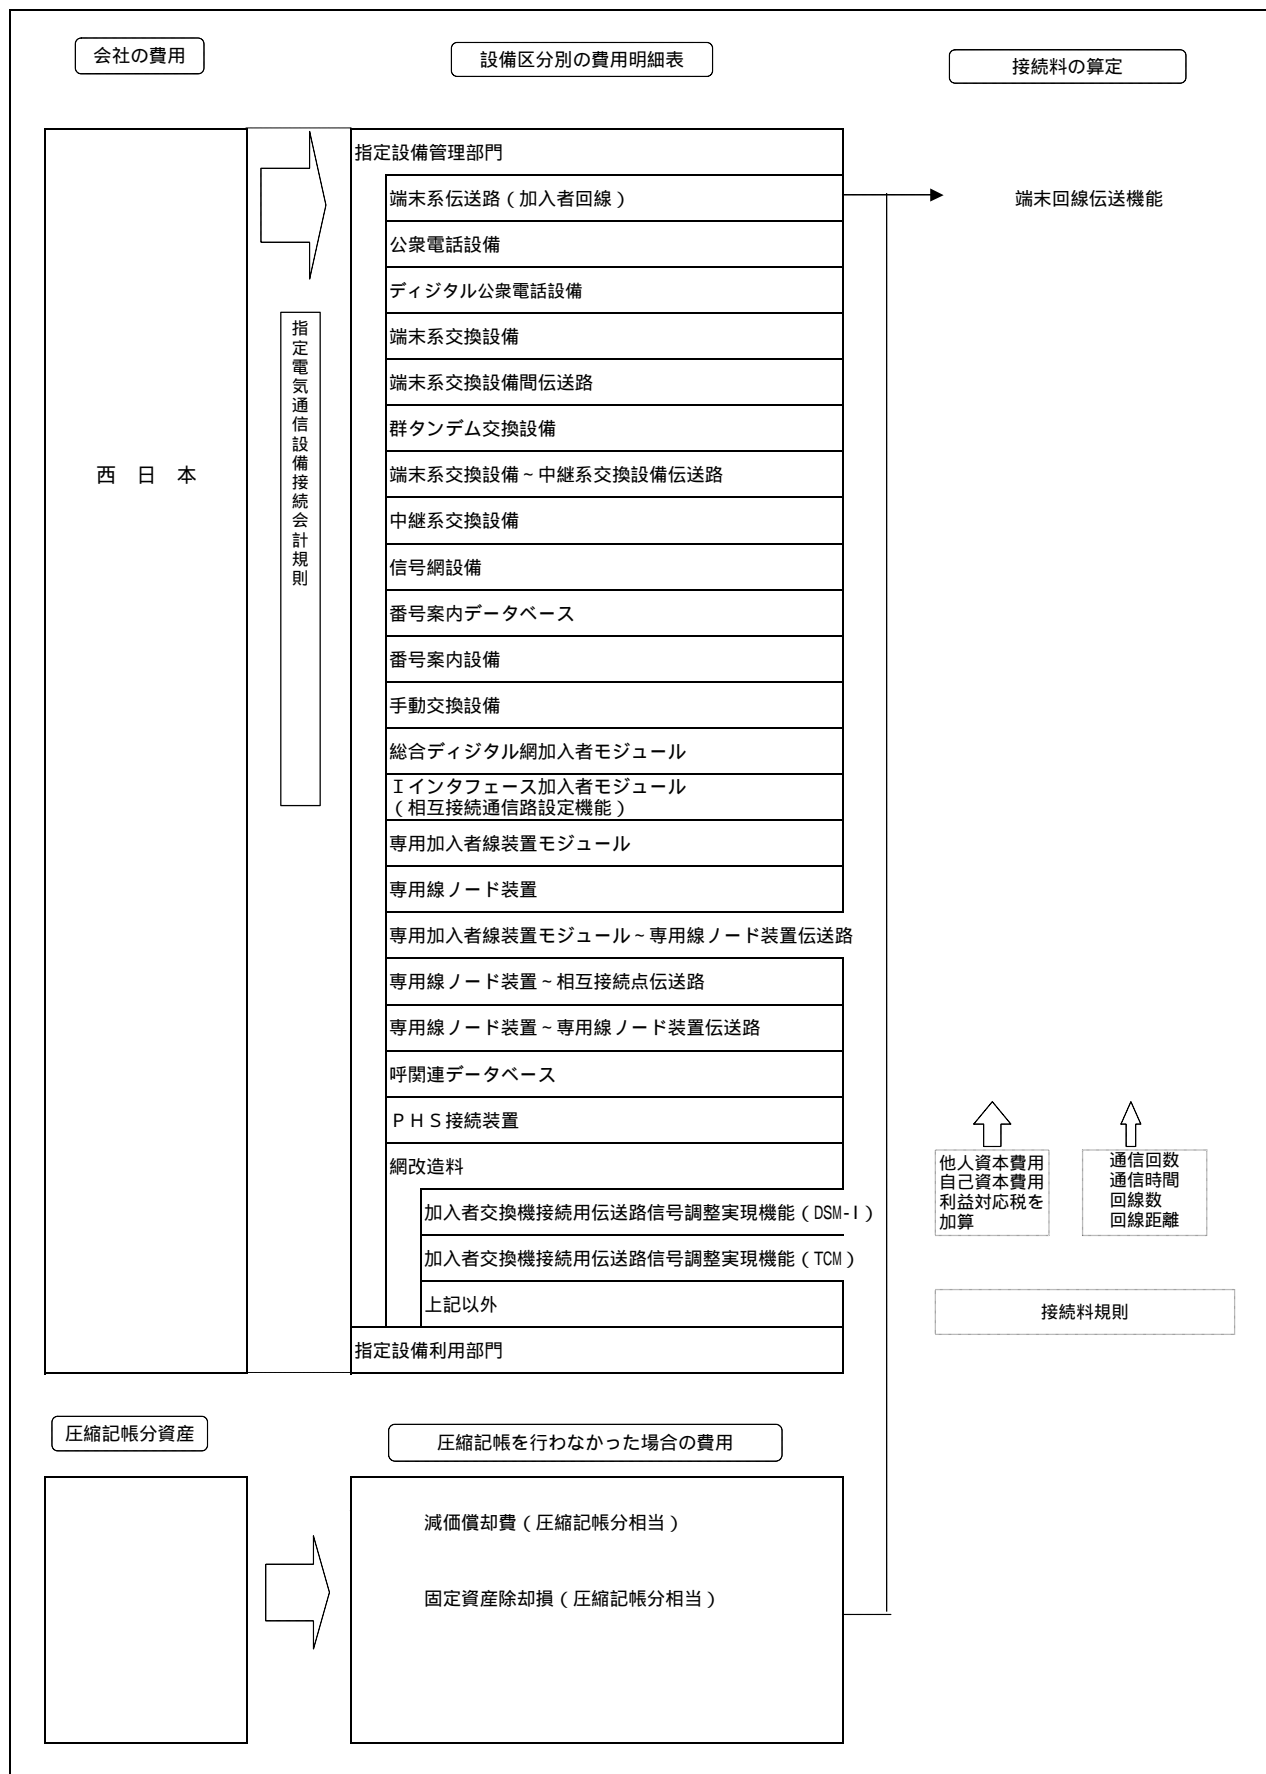 会社の費用
設備区分別の費用明細表
接続料の算定
西 日 本
指定電気通信設備接続会計規則
指定設備管理部門
端末系伝送路(加入者回線)
公衆電話設備
ディジタル公衆電話設備
端末系交換設備
端末系交換設備間伝送路
群タンデム交換設備
端末系交換設備~中継系交換設備伝送路
中継系交換設備
信号網設備
番号案内データベース
番号案内設備
手動交換設備
総合ディジタル網加入者モジュール
Iインタフェース加入者モジュール
(相互接続通信路設定機能)
専用加入者線装置モジュール
専用線ノード装置
専用加入者線装置モジュール~専用線ノード装置伝送路
専用線ノード装置~相互接続点伝送路
専用線ノード装置~専用線ノード装置伝送路
呼関連データベース
PHS接続装置
網改造料
加入者交換機接続用伝送路信号調整実現機能(DSM-I)
加入者交換機接続用伝送路信号調整実現機能(TCM)
上記以外
指定設備利用部門
端末回線伝送機能
他人資本費用
自己資本費用
利益対応税を
加算
通信回数
通信時間
回線数
回線距離
接続料規則
圧縮記帳分資産
圧縮記帳を行わなかった場合の費用
減価償却費(圧縮記帳分相当)
固定資産除却損(圧縮記帳分相当)